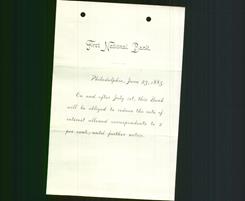 First National Bank
Philadelphia, June 23, 1885.
On and after July 1st, this Bank
will be obliged to reduce the rate of
interest allowed correspondents to 2
per cent, until further notice.